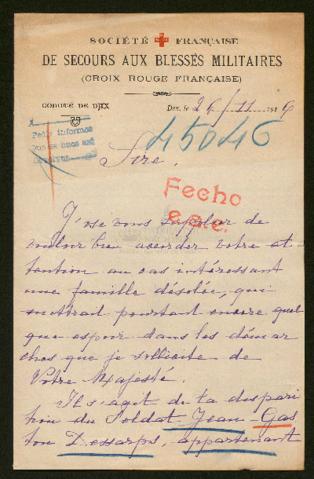 SOCIÉTÉ FRANÇAISE
DE SECOURS AUX BLESSÉS MILITAIRES
(CROIX ROUGE FRANÇAISE)
COMITÉ DE DAX
Dax, le 26/11 1916
45046
Sire,
Fecho
J'ose vous supplier de
vouloir bien accorder votre at-
tention au cas intéressant
une famille désolée, qui
mettrait pourtant encore quel
que espoir dans les démar
ches que je sollicite de
Votre Majesté.
Il s'agit de la dispari
tion du Soldat Jean-Gas
ton Dessarps, appartenant